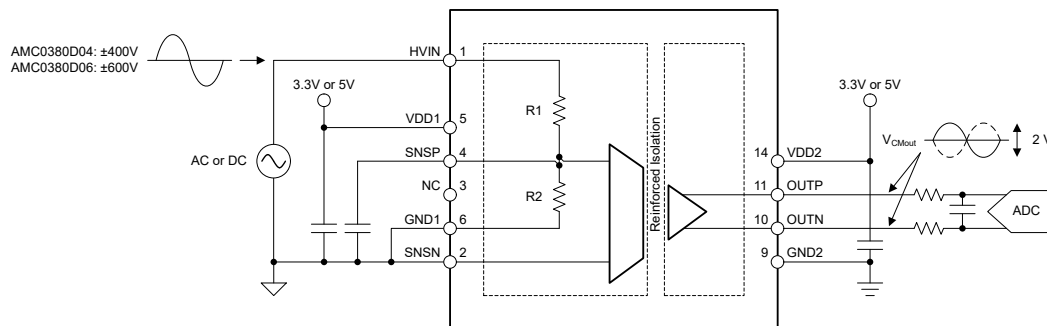 AMC0380D04: ±400V
AMC0380D06: ±600V
HVIN
1
3.3V or 5V
VDD1
5
SNSP
4
AC or DC
NC
3
GND1
6
SNSN
2
R1
R2
Reinforced Isolation
3.3V or 5V
14
VDD2
VCMout
2 V
11
OUTP
10
OUTN
ADC
9
GND2